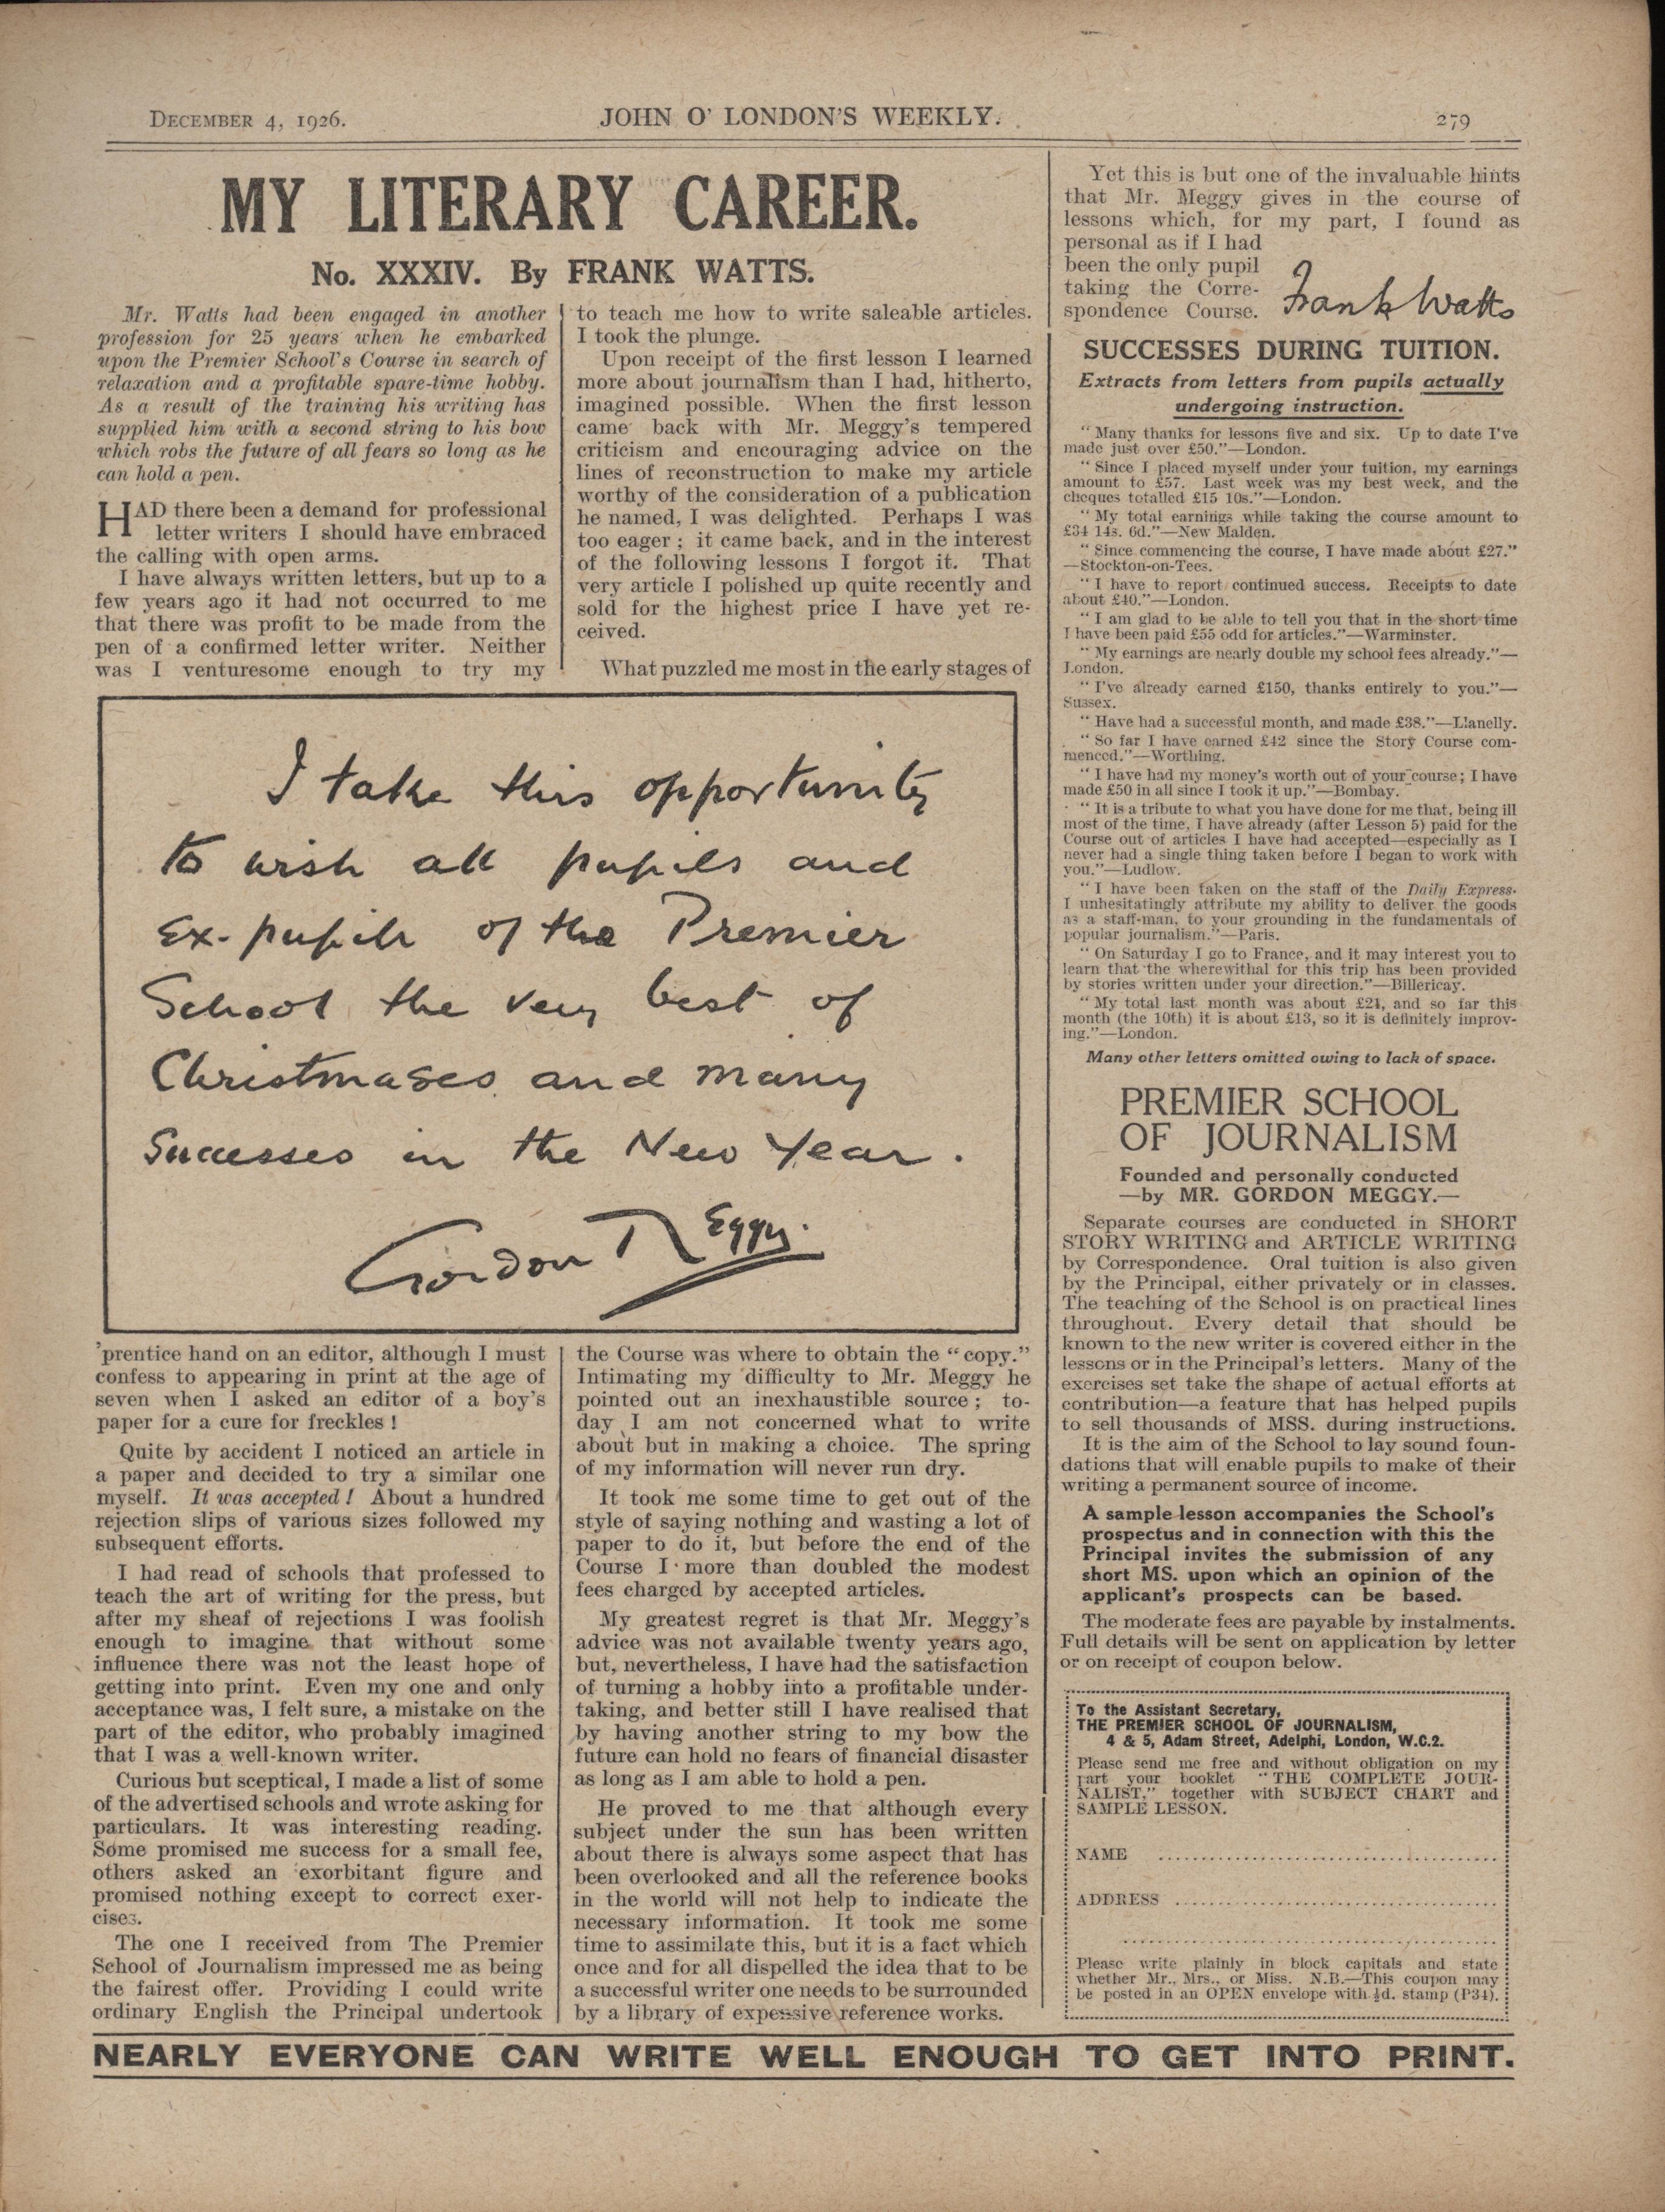 DECEMBER 4, 1926.
JOHN O' LONDON'S WEEKLY.
279
MY LITERARY CAREER.
No. XXXIV. By FRANK WATTS.
Mr. Watts had been engaged in another
profession for 25 years when he embarked
upon the Premier School's Course in search of
relaxation and a profitable spare-time hobby.
As a result of the training his writing has
supplied him with a second string to his bow
which robs the future of all fears so long as he
can hold a pen.
HAD there been a demand for professional
letter writers I should have embraced
the calling with open arms.
I have always written letters, but up to a
few years ago it had not occurred to me
that there was profit to be made from the
pen of a confirmed letter writer. Neither
was I venturesome enough to try my
'prentice hand on an editor, although I must
confess to appearing in print at the age of
seven when I asked an editor of a boy's
paper for a cure for freckles !
Quite by accident I noticed an article in
a paper and decided to try a similar one
myself. It was accepted ! About a hundred
rejection slips of various sizes followed my
subsequent efforts.
I had read of schools that professed to
teach the art of writing for the press, but
after my sheaf of rejections I was foolish
enough to imagine that without some
influence there was not the least hope of
getting into print. Even my one and only
acceptance was, I felt sure, a mistake on the
part of the editor, who probably imagined
that I was a well-known writer.
Curious but sceptical, I made a list of some
of the advertised schools and wrote asking for
particulars. It was interesting reading.
Some promised me success for a small fee,
others asked an exorbitant figure and
promised nothing except to correct exer-
cises.
The one I received from The Premier
School of Journalism impressed me as being
the fairest offer. Providing I could write
ordinary English the Principal undertook
to teach me how to write saleable articles.
I took the plunge.
Upon receipt of the first lesson I learned
more about journalism than I had, hitherto,
imagined possible. When the first lesson
came back with Mr. Meggy's tempered
criticism and encouraging advice on the
lines of reconstruction to make my article
worthy of the consideration of a publication
he named, I was delighted. Perhaps I was
too eager ; it came back, and in the interest
of the following lessons I forgot it. That
very article I polished up quite recently and
sold for the highest price I have yet re-
ceived.
What puzzled me most in the early stages of
the Course was where to obtain the "copy."
Intimating my difficulty to Mr. Meggy he
pointed out an inexhaustible source ; to-
day I am not concerned what to write
about but in making a choice. The spring
of my information will never run dry.
It took me some time to get out of the
style of saying nothing and wasting a lot of
paper to do it, but before the end of the
Course I more than doubled the modest
fees charged by accepted articles.
My greatest regret is that Mr. Meggy's
advice was not available twenty years ago,
but, nevertheless, I have had the satisfaction
of turning a hobby into a profitable under-
taking, and better still I have realised that
by having another string to my bow the
future can hold no fears of financial disaster
as long as I am able to hold a pen.
He proved to me that although every
subject under the sun has been written
about there is always some aspect that has
been overlooked and all the reference books
in the world will not help to indicate the
necessary information. It took me some
time to assimilate this, but it is a fact which
once and for all dispelled the idea that to be
a successful writer one needs to be surrounded
by a library of expensive reference works.
I take this opportunity
to wish all pupils and
Ex-pupils of the Premier
School the very best of
Christmases and many
Successes in the New Year.
Gordon Meggy.
Yet this is but one of the invaluable hints
that Mr. Meggy gives in the course of
lessons which, for my part, I found as
personal as if I had
been the only pupil
taking the Corre-
spondence Course.
Frank Watts
SUCCESSES DURING TUITION.
Extracts from letters from pupils actually
undergoing instruction.
"Many thanks for lessons five and six. Up to date I've
made just over £50."—London.
"Since I placed myself under your tuition, my earnings
amount to £57. Last week was my best week, and the
cheques totalled £15 10s."—London.
"My total earnings while taking the course amount to
£34 14s. 6d."—New Malden.
"Since commencing the course, I have made about £27."
—Stockton-on-Tees.
"I have to report continued success. Receipts to date
about £40."—London.
"I am glad to be able to tell you that in the short time
I have been paid £55 odd for articles."—Warminster.
"My earnings are nearly double my school fees already."—
London.
"I've already earned £150, thanks entirely to you."—
Sussex.
"Have had a successful month, and made £38."—Llanelly.
"So far I have earned £42 since the Story Course com-
menced."—Worthing.
"I have had my money's worth out of your course; I have
made £50 in all since I took it up."—Bombay.
"It is a tribute to what you have done for me that, being ill
most of the time, I have already (after Lesson 5) paid for the
Course out of articles I have had accepted—especially as I
never had a single thing taken before I began to work with
you."—Ludlow.
"I have been taken on the staff of the Daily Express.
I unhesitatingly attribute my ability to deliver the goods
as a staff-man, to your grounding in the fundamentals of
popular journalism."—Paris.
"On Saturday I go to France, and it may interest you to
learn that the wherewithal for this trip has been provided
by stories written under your direction."—Billericay.
"My total last month was about £24, and so far this
month (the 10th) it is about £13, so it is definitely improv-
ing."—London.
Many other letters omitted owing to lack of space.
PREMIER SCHOOL
OF JOURNALISM
Founded and personally conducted
—by MR. GORDON MEGGY.—
Separate courses are conducted in SHORT
STORY WRITING and ARTICLE WRITING
by Correspondence. Oral tuition is also given
by the Principal, either privately or in classes.
The teaching of the School is on practical lines
throughout. Every detail that should be
known to the new writer is covered either in the
lessons or in the Principal's letters. Many of the
exercises set take the shape of actual efforts at
contribution—a feature that has helped pupils
to sell thousands of MSS. during instructions.
It is the aim of the School to lay sound foun-
dations that will enable pupils to make of their
writing a permanent source of income.
A sample lesson accompanies the School's
prospectus and in connection with this the
Principal invites the submission of any
short MS. upon which an opinion of the
applicant's prospects can be based.
The moderate fees are payable by instalments.
Full details will be sent on application by letter
or on receipt of coupon below.
To the Assistant Secretary,
THE PREMIER SCHOOL OF JOURNALISM,
4 & 5, Adam Street, Adelphi, London, W.C.2.
Please send me free and without obligation on my
part your booklet "THE COMPLETE JOUR-
NALIST," together with SUBJECT CHART and
SAMPLE LESSON.
NAME ........................................
ADDRESS ........................................
........................................
Please write plainly in block capitals and state
whether Mr., Mrs., or Miss. N.B.—This coupon may
be posted in an OPEN envelope with ½d. stamp (P34).
NEARLY EVERYONE CAN WRITE WELL ENOUGH TO GET INTO PRINT.